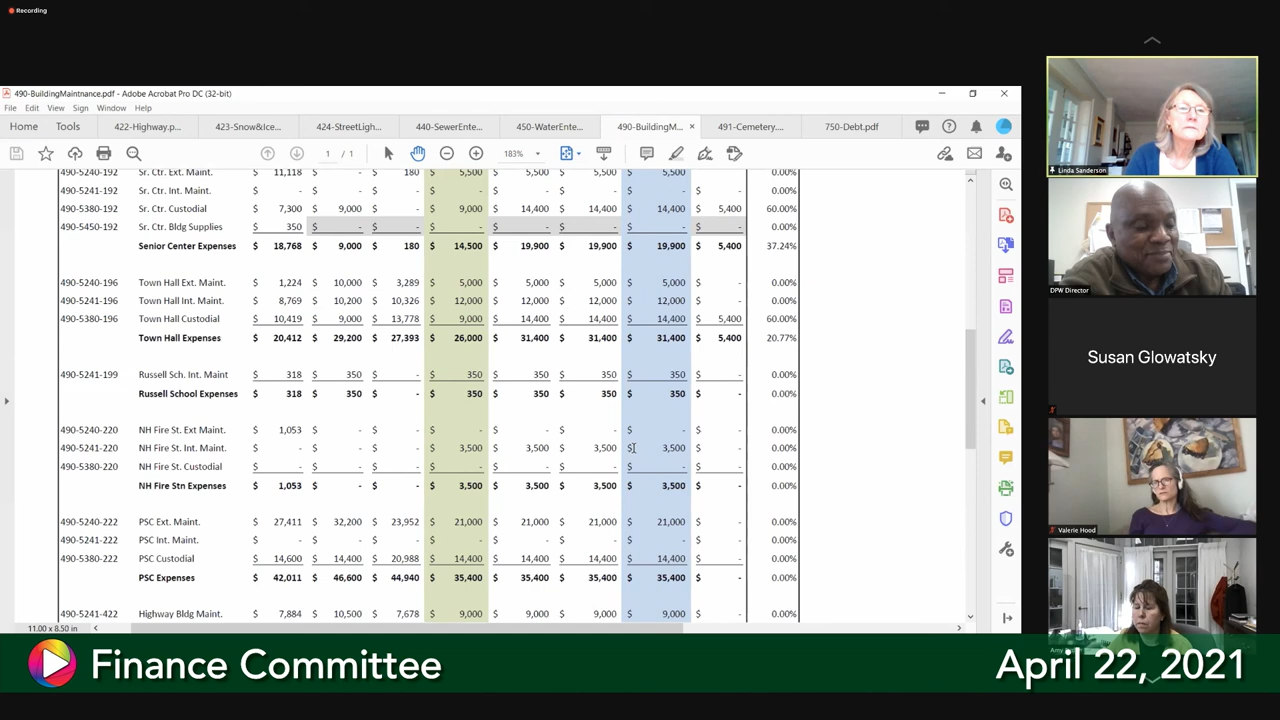 Recording
490-BuildingMaintnance.pdf - Adobe Acrobat Pro DC (32-bit)
File Edit View Sign Window Help
Home Tools 422-Highway.p... 423-Snow&Ice... 424-StreetLigh... 440-SewerEnte... 450-WaterEnte... 490-BuildingM... × 491-Cemetery.... 750-Debt.pdf
1 / 1 183%
490-5240-192 Sr. Ctr. Ext. Maint. $ 11,118 $ - $ 180 $ 5,500 $ 5,500 $ 5,500 $ 5,500 $ - 0.00%
490-5241-192 Sr. Ctr. Int. Maint. $ - $ - $ - $ - $ - $ - $ - $ - 0.00%
490-5380-192 Sr. Ctr. Custodial $ 7,300 $ 9,000 $ - $ 9,000 $ 14,400 $ 14,400 $ 14,400 $ 5,400 60.00%
490-5450-192 Sr. Ctr. Bldg Supplies $ 350 $ - $ - $ - $ - $ - $ - $ - 0.00%
Senior Center Expenses $ 18,768 $ 9,000 $ 180 $ 14,500 $ 19,900 $ 19,900 $ 19,900 $ 5,400 37.24%
490-5240-196 Town Hall Ext. Maint. $ 1,223 $ 10,000 $ 3,289 $ 5,000 $ 5,000 $ 5,000 $ 5,000 $ - 0.00%
490-5241-196 Town Hall Int. Maint. $ 8,769 $ 10,200 $ 10,326 $ 12,000 $ 12,000 $ 12,000 $ 12,000 $ - 0.00%
490-5380-196 Town Hall Custodial $ 10,419 $ 9,000 $ 13,778 $ 9,000 $ 14,400 $ 14,400 $ 14,400 $ 5,400 60.00%
Town Hall Expenses $ 20,412 $ 29,200 $ 27,393 $ 26,000 $ 31,400 $ 31,400 $ 31,400 $ 5,400 20.77%
490-5241-199 Russell Sch. Int. Maint $ 318 $ 350 $ - $ 350 $ 350 $ 350 $ 350 $ - 0.00%
Russell School Expenses $ 318 $ 350 $ - $ 350 $ 350 $ 350 $ 350 $ - 0.00%
490-5240-220 NH Fire St. Ext Maint. $ 1,053 $ - $ - $ - $ - $ - $ - $ - 0.00%
490-5241-220 NH Fire St. Int. Maint. $ - $ - $ - $ 3,500 $ 3,500 $ 3,500 $ 3,500 $ - 0.00%
490-5380-220 NH Fire St. Custodial $ - $ - $ - $ - $ - $ - $ - $ - 0.00%
NH Fire Stn Expenses $ 1,053 $ - $ - $ 3,500 $ 3,500 $ 3,500 $ 3,500 $ - 0.00%
490-5240-222 PSC Ext. Maint. $ 27,411 $ 32,200 $ 23,952 $ 21,000 $ 21,000 $ 21,000 $ 21,000 $ - 0.00%
490-5241-222 PSC Int. Maint. $ - $ - $ - $ - $ - $ - $ - $ - 0.00%
490-5380-222 PSC Custodial $ 14,600 $ 14,400 $ 20,988 $ 14,400 $ 14,400 $ 14,400 $ 14,400 $ - 0.00%
PSC Expenses $ 42,011 $ 46,600 $ 44,940 $ 35,400 $ 35,400 $ 35,400 $ 35,400 $ - 0.00%
490-5241-422 Highway Bldg Maint. $ 7,884 $ 10,500 $ 7,678 $ 9,000 $ 9,000 $ 9,000 $ 9,000 $ - 0.00%
11.00 x 8.50 in
Linda Sanderson
DPW Director
Susan Glowatsky
Valerie Hood
Finance Committee
April 22, 2021